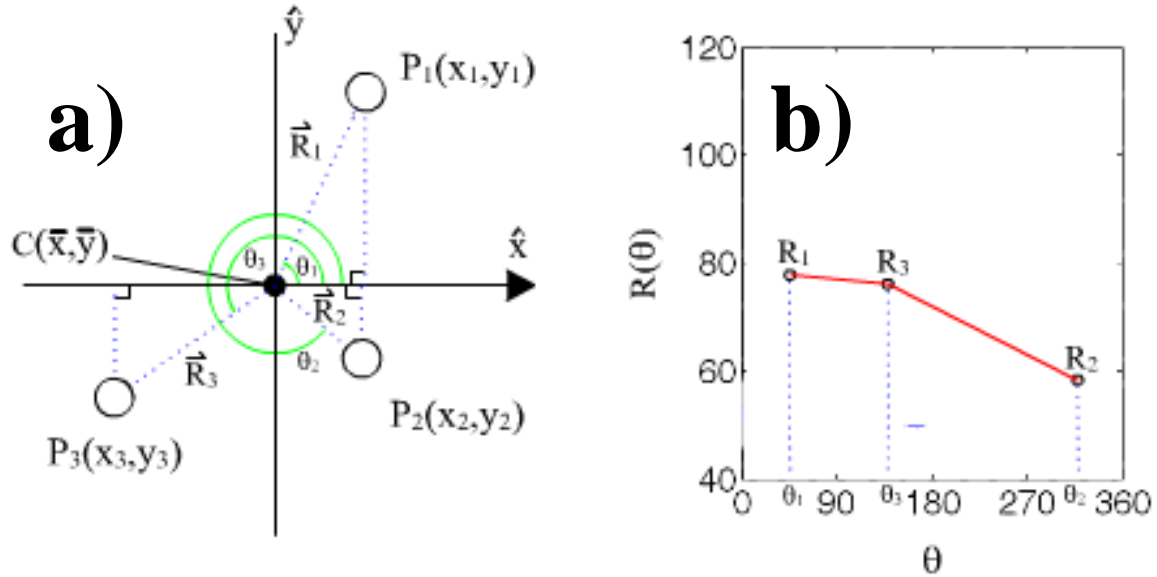 a)
ŷ
P₁(x₁,y₁)
R⃗₁
C(x̄,ȳ)
θ₃
θ₁
x̂
R⃗₂
θ₂
R⃗₃
P₂(x₂,y₂)
P₃(x₃,y₃)
b)
120
100
80
60
40
R(θ)
R₁
R₃
R₂
0 θ₁ 90 θ₃ 180 270 θ₂ 360
θ